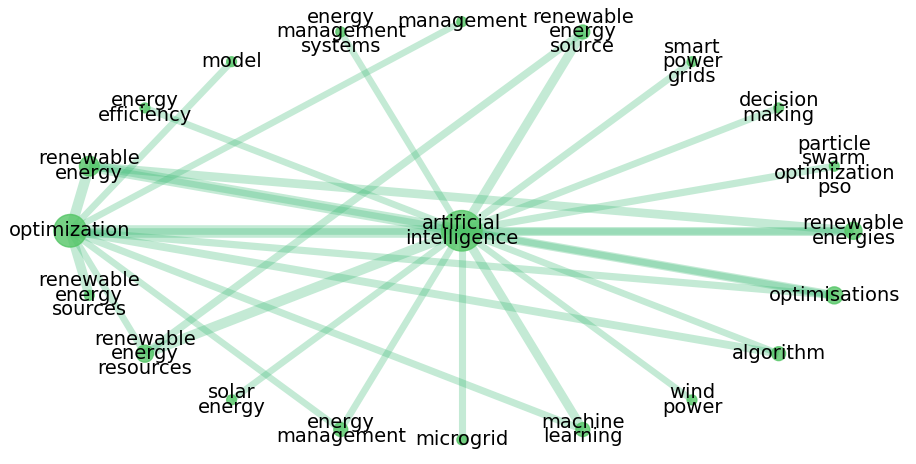 energy
management
systems
management
renewable
energy
source
model
smart
power
grids
energy
efficiency
decision
making
renewable
energy
particle
swarm
optimization
pso
optimization
artificial
intelligence
renewable
energies
renewable
energy
sources
optimisations
renewable
energy
resources
algorithm
solar
energy
wind
power
energy
management
microgrid
machine
learning